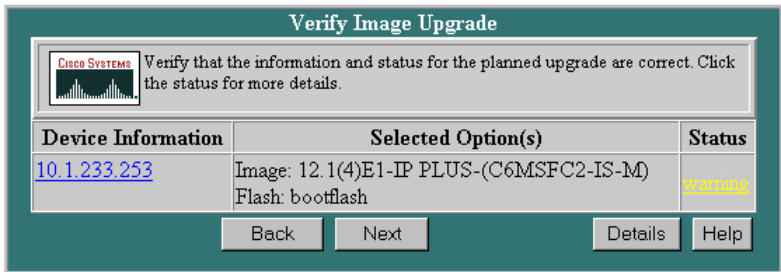 Verify Image Upgrade
CISCO SYSTEMS
Verify that the information and status for the planned upgrade are correct. Click
the status for more details.
Device Information Selected Option(s) Status
10.1.233.253 Image: 12.1(4)E1-IP PLUS-(C6MSFC2-IS-M) warning
Flash: bootflash
Back Next Details Help